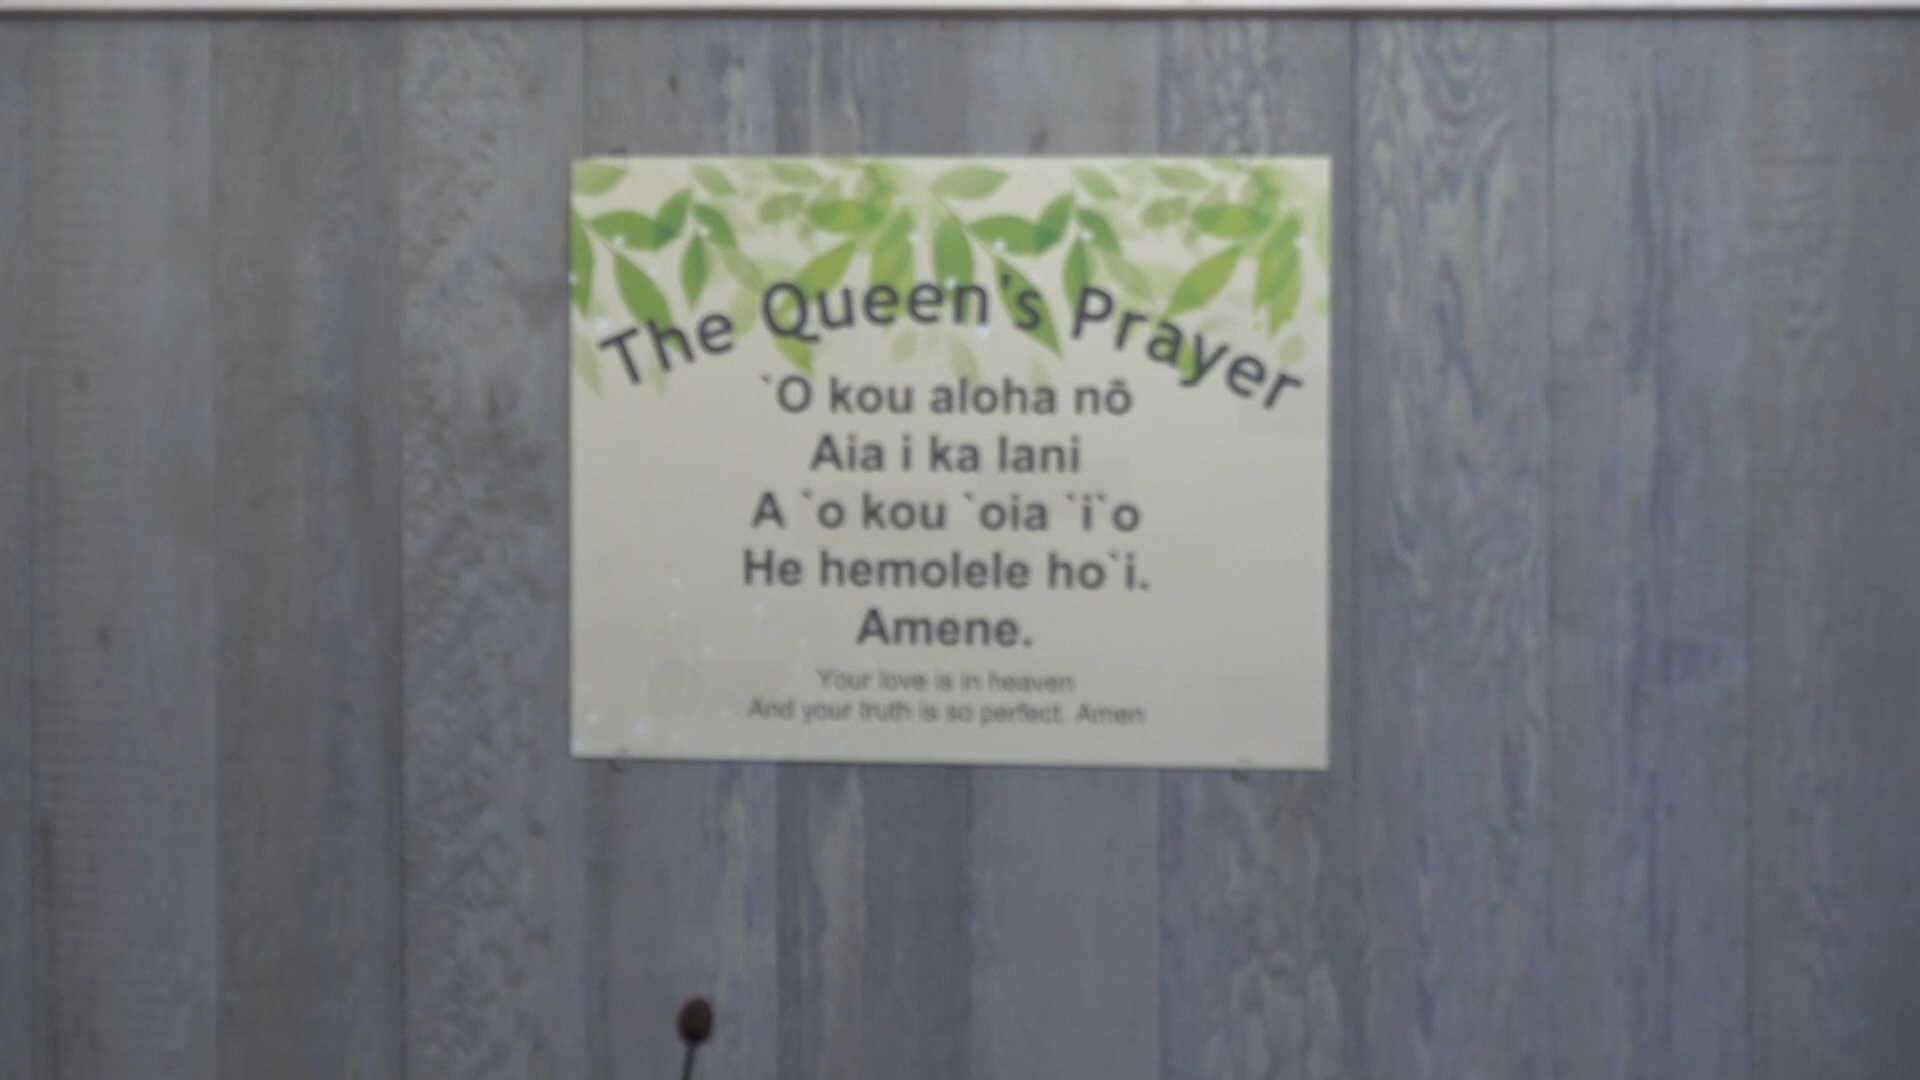 The Queen's Prayer
`O kou aloha nō
Aia i ka lani
A `o kou `oia `i`o
He hemolele ho`i.
Amene.
Your love is in heaven
And your truth is so perfect, Amen